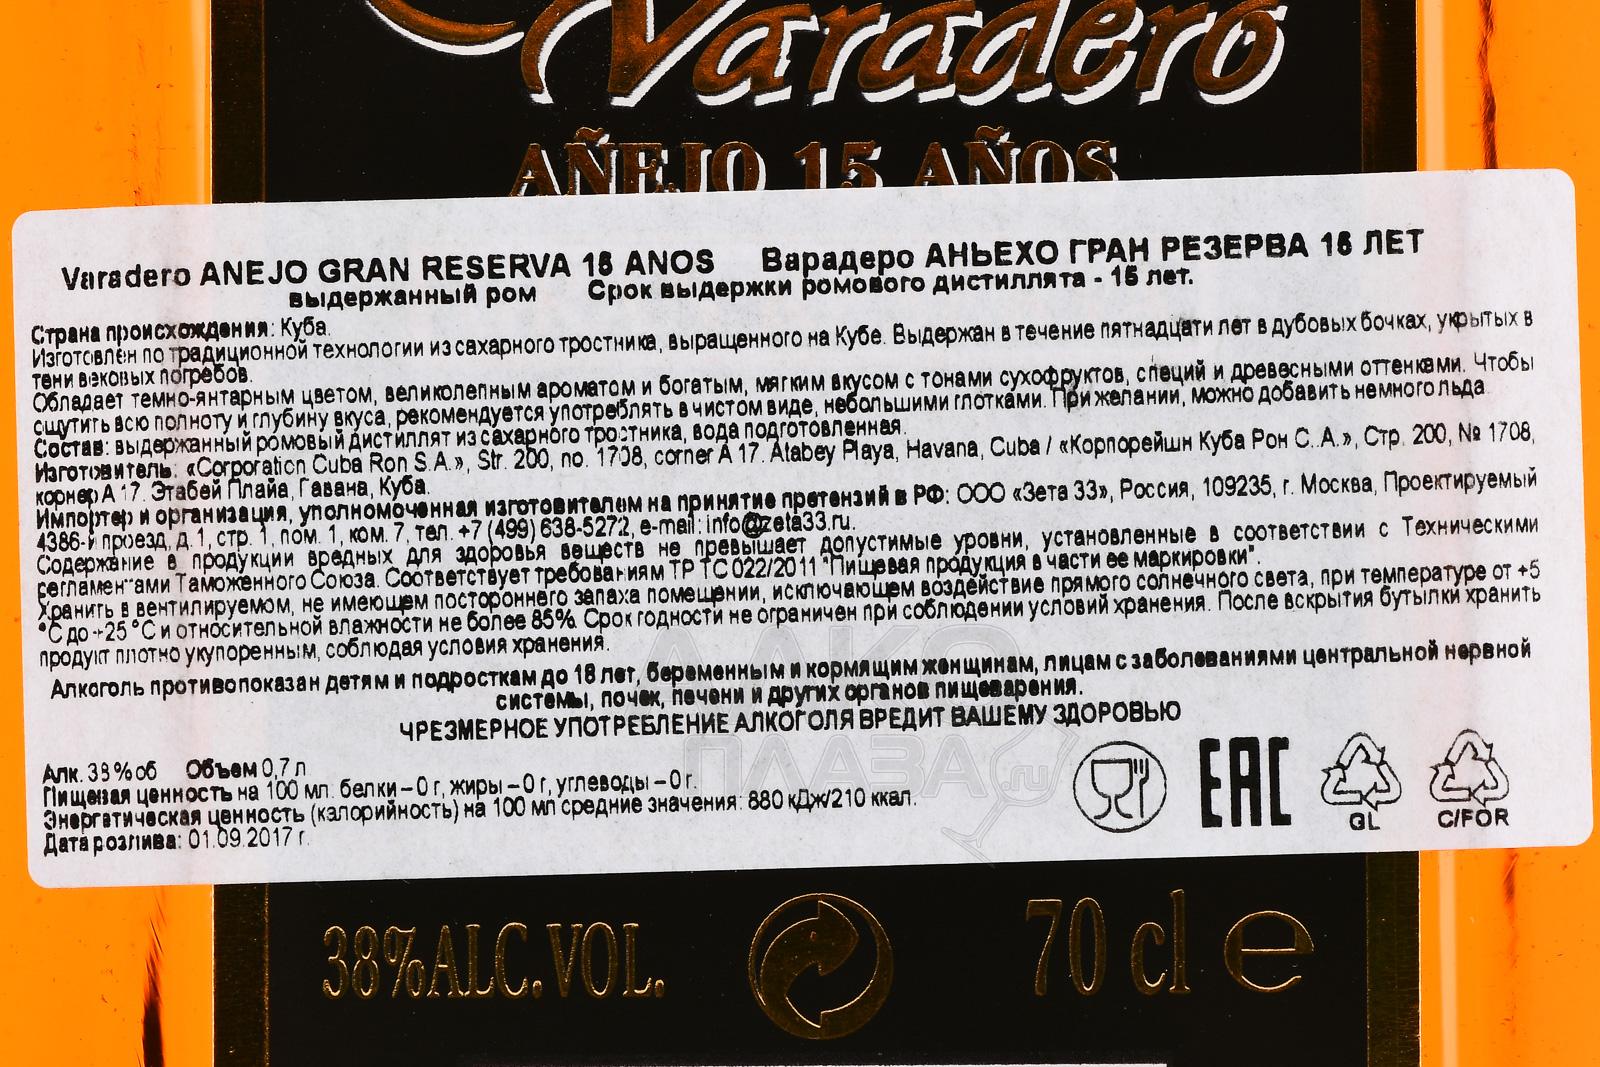 Varadero
AÑEJO 15 AÑOS
Varadero ANEJO GRAN RESERVA 15 ANOS Варадеро АНЬЕХО ГРАН РЕЗЕРВА 15 ЛЕТ
выдержанный ром Срок выдержки ромового дистиллята - 15 лет.
Страна происхождения: Куба.
Изготовлен по традиционной технологии из сахарного тростника, выращенного на Кубе. Выдержан в течение пятнадцати лет в дубовых бочках, укрытых в
тени вековых погребов.
Обладает темно-янтарным цветом, великолепным ароматом и богатым, мягким вкусом с тонами сухофруктов, специй и древесными оттенками. Чтобы
ощутить всю полноту и глубину вкуса, рекомендуется употреблять в чистом виде, небольшими глотками. При желании, можно добавить немного льда.
Состав: выдержанный ромовый дистиллят из сахарного тростника, вода подготовленная.
Изготовитель: «Corporation Cuba Ron S.A.», Str. 200, no. 1708, corner A 17. Atabey Playa, Havana, Cuba / «Корпорейшн Куба Рон С. А.», Стр. 200, № 1708,
корнер А 17. Этабей Плайа, Гавана, Куба.
Импортер и организация, уполномоченная изготовителем на принятие претензий в РФ: ООО «Зета 33», Россия, 109235, г. Москва, Проектируемый
4386-й проезд, д.1, стр. 1, пом. 1, ком. 7, тел. +7 (499) 638-5272, e-mail: info@zeta33.ru.
Содержание в продукции вредных для здоровья веществ не превышает допустимые уровни, установленные в соответствии с Техническими
регламентами Таможенного Союза. Соответствует требованиям ТР ТС 022/2011 "Пищевая продукция в части ее маркировки".
Хранить в вентилируемом, не имеющем постороннего запаха помещении, исключающем воздействие прямого солнечного света, при температуре от +5
°С до +25 °С и относительной влажности не более 85%. Срок годности не ограничен при соблюдении условий хранения. После вскрытия бутылки хранить
продукт плотно укупоренным, соблюдая условия хранения.
Алкоголь противопоказан детям и подросткам до 18 лет, беременным и кормящим женщинам, лицам с заболеваниями центральной нервной
системы, почек, печени и других органов пищеварения.
ЧРЕЗМЕРНОЕ УПОТРЕБЛЕНИЕ АЛКОГОЛЯ ВРЕДИТ ВАШЕМУ ЗДОРОВЬЮ
Алк. 38 % об Объем 0,7 л
Пищевая ценность на 100 мл: белки – 0 г, жиры – 0 г, углеводы – 0 г.
Энергетическая ценность (калорийность) на 100 мл средние значения: 880 кДж/210 ккал.
Дата розлива: 01.09.2017 г.
EAC
GL
C/FOR
АЛКО
ПЛАЗА.ru
38%ALC.VOL.
70 cl e